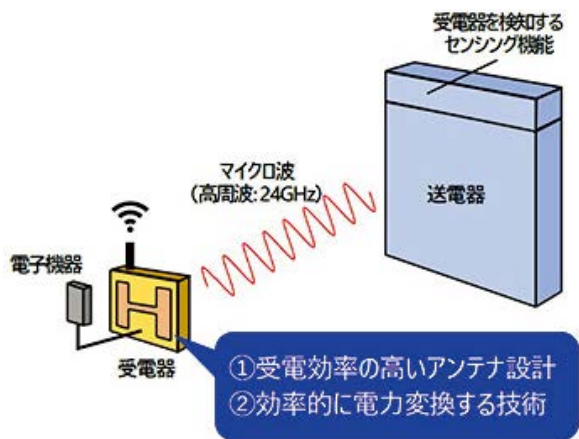 受電器を検知する
センシング機能
マイクロ波
(高周波: 24GHz)
送電器
電子機器
受電器
①受電効率の高いアンテナ設計
②効率的に電力変換する技術